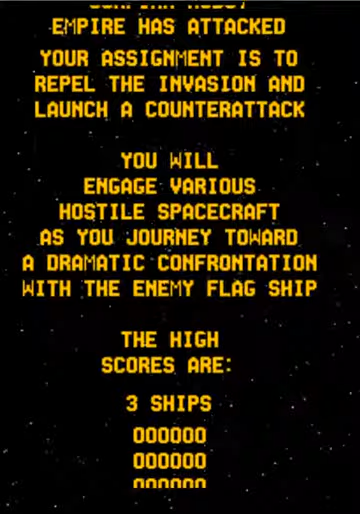 EMPIRE HAS ATTACKED
YOUR ASSIGNMENT IS TO
REPEL THE INVASION AND
LAUNCH A COUNTERATTACK
YOU WILL
ENGAGE VARIOUS
HOSTILE SPACECRAFT
AS YOU JOURNEY TOWARD
A DRAMATIC CONFRONTATION
WITH THE ENEMY FLAG SHIP
THE HIGH
SCORES ARE:
3 SHIPS
000000
000000
000000